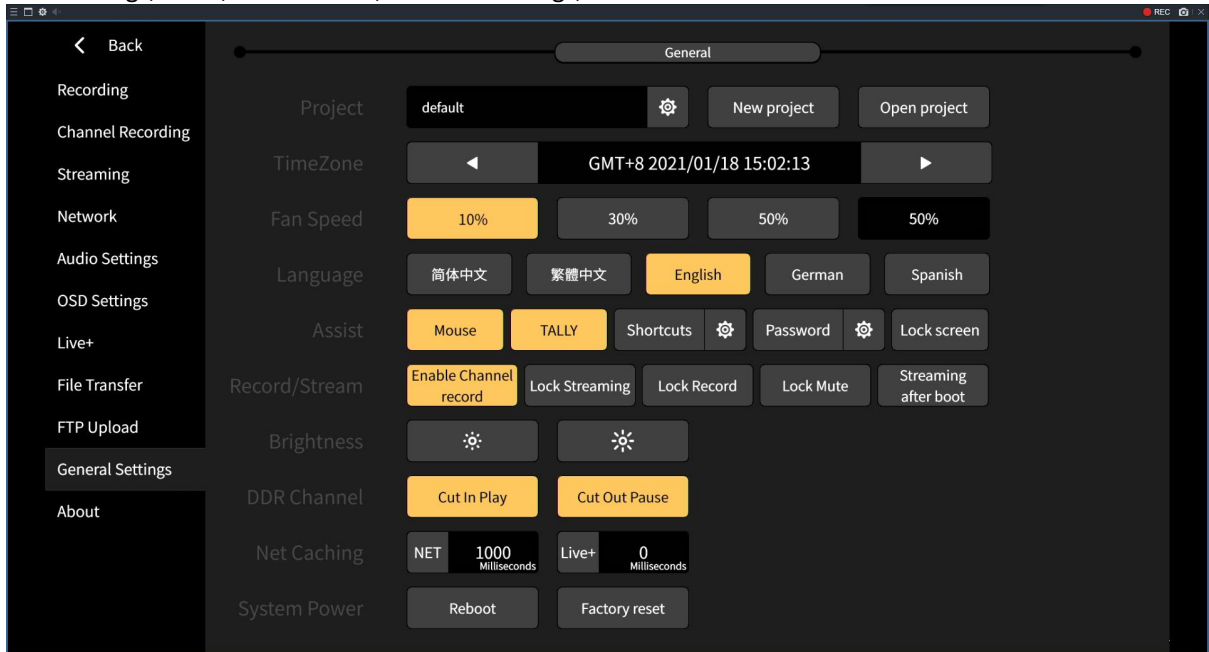 REC
Back
General
Recording
Channel Recording
Streaming
Network
Audio Settings
OSD Settings
Live+
File Transfer
FTP Upload
General Settings
About
Project default New project Open project
TimeZone GMT+8 2021/01/18 15:02:13
Fan Speed 10% 30% 50% 50%
Language 简体中文 繁體中文 English German Spanish
Assist Mouse TALLY Shortcuts Password Lock screen
Record/Stream Enable Channel record Lock Streaming Lock Record Lock Mute Streaming after boot
Brightness
DDR Channel Cut In Play Cut Out Pause
Net Caching NET 1000 Milliseconds Live+ 0 Milliseconds
System Power Reboot Factory reset